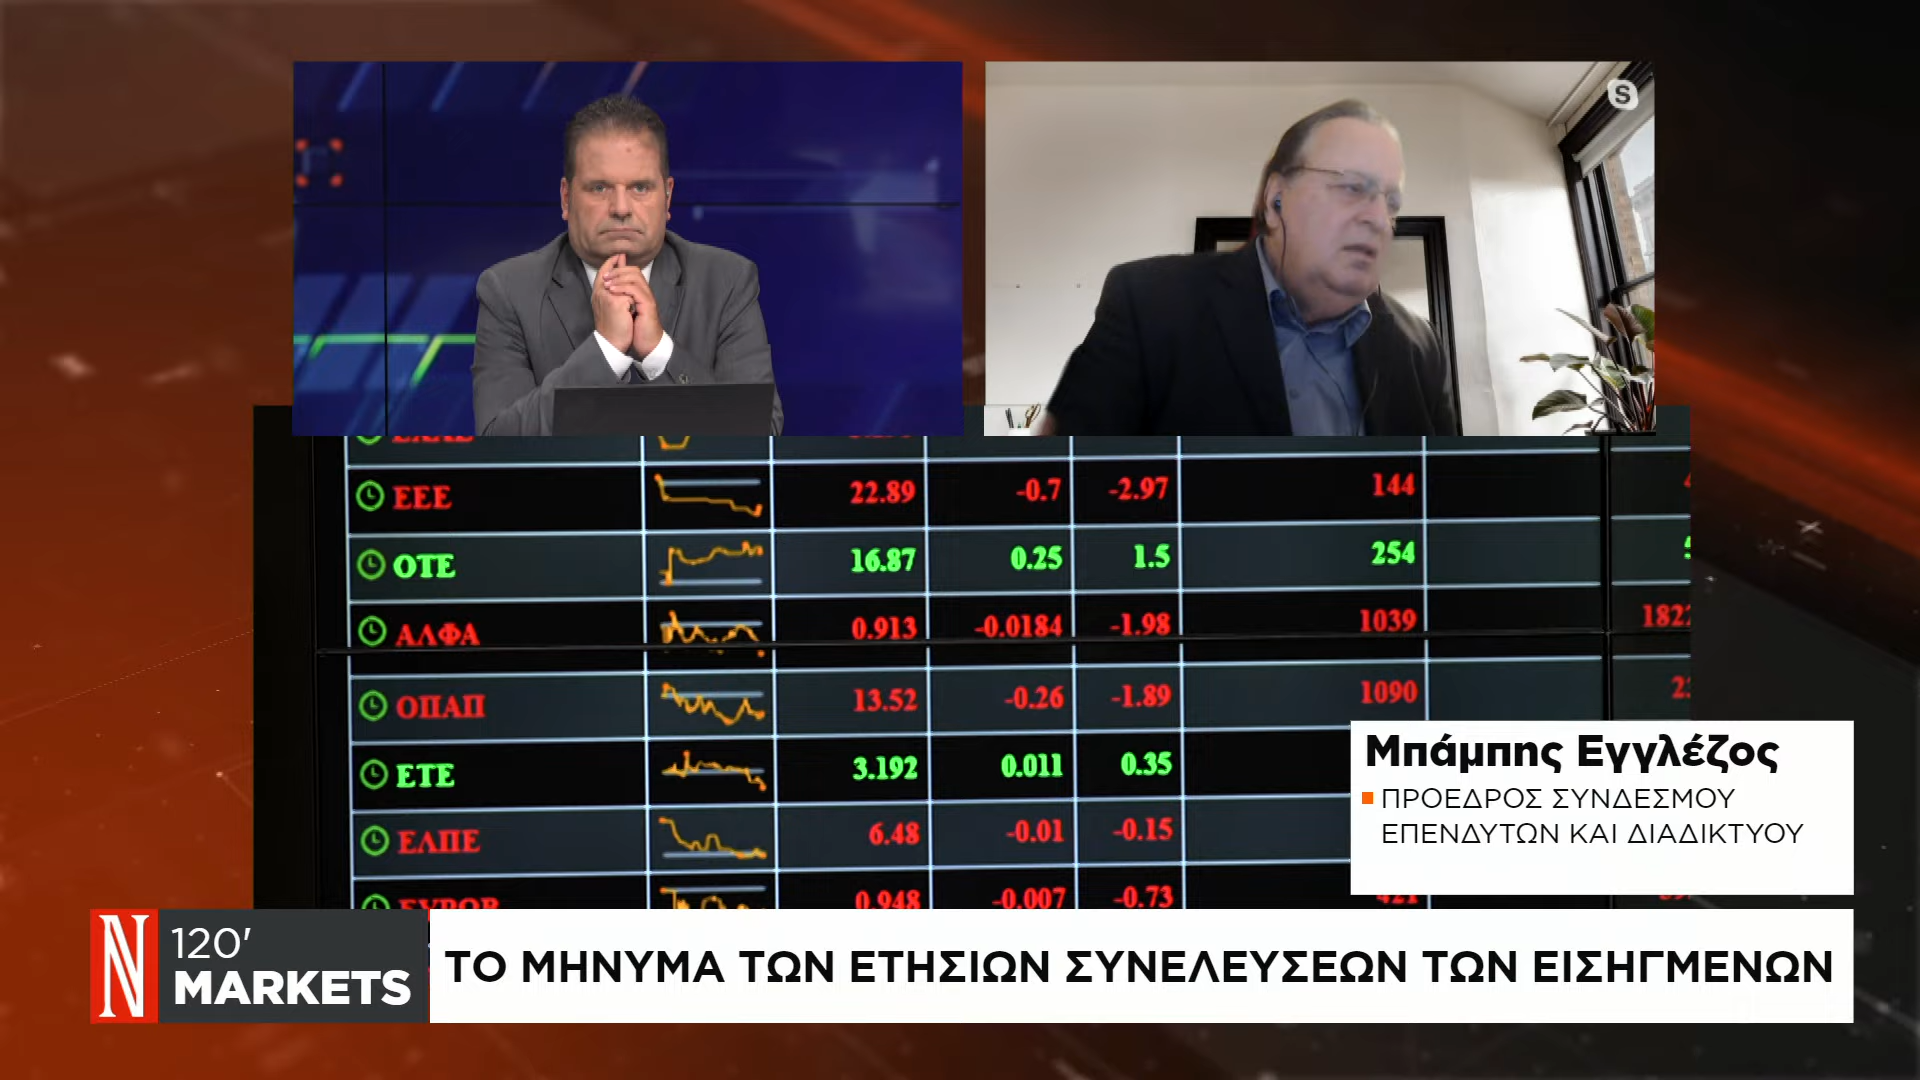 S
ΕΕΕ 22.89 -0.7 -2.97 144
ΟΤΕ 16.87 0.25 1.5 254
ΑΛΦΑ 0.913 -0.0184 -1.98 1039
ΟΠΑΠ 13.52 -0.26 -1.89 1090
ΕΤΕ 3.192 0.011 0.35
ΕΛΠΕ 6.48 -0.01 -0.15
0.948 -0.007 -0.73
Μπάμπης Εγγλέζος
ΠΡΟΕΔΡΟΣ ΣΥΝΔΕΣΜΟΥ
ΕΠΕΝΔΥΤΩΝ ΚΑΙ ΔΙΑΔΙΚΤΥΟΥ
N 120'
MARKETS
ΤΟ ΜΗΝΥΜΑ ΤΩΝ ΕΤΗΣΙΩΝ ΣΥΝΕΛΕΥΣΕΩΝ ΤΩΝ ΕΙΣΗΓΜΕΝΩΝ